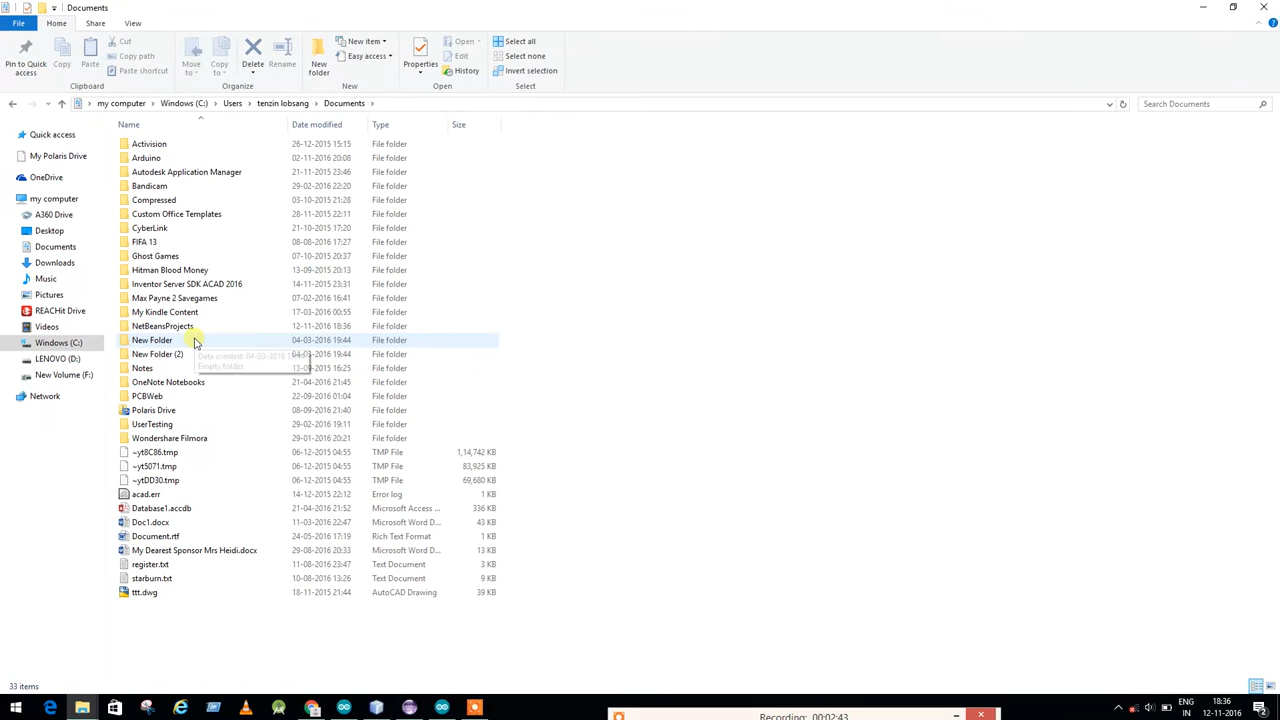 Documents
File Home Share View
Pin to Quick access
Copy
Paste
Cut
Copy path
Paste shortcut
Clipboard
Move to
Copy to
Delete
Rename
Organize
New folder
New item
Easy access
New
Properties
Open
Edit
History
Open
Select all
Select none
Invert selection
Select
my computer Windows (C:) Users tenzin lobsang Documents
Search Documents
Quick access
My Polaris Drive
OneDrive
my computer
A360 Drive
Desktop
Documents
Downloads
Music
Pictures
REACHit Drive
Videos
Windows (C:)
LENOVO (D:)
New Volume (F:)
Network
Name Date modified Type Size
Activision 26-12-2015 15:15 File folder
Arduino 02-11-2016 20:08 File folder
Autodesk Application Manager 21-11-2015 23:46 File folder
Bandicam 29-02-2016 22:20 File folder
Compressed 03-10-2015 21:28 File folder
Custom Office Templates 28-11-2015 22:11 File folder
CyberLink 21-10-2015 17:20 File folder
FIFA 13 08-08-2016 17:27 File folder
Ghost Games 07-10-2015 20:37 File folder
Hitman Blood Money 13-09-2015 20:13 File folder
Inventor Server SDK ACAD 2016 14-11-2015 23:31 File folder
Max Payne 2 Savegames 07-02-2016 16:41 File folder
My Kindle Content 17-03-2016 00:55 File folder
NetBeansProjects 12-11-2016 18:36 File folder
New Folder 04-03-2016 19:44 File folder
New Folder (2) 04-03-2016 19:44 File folder
Date created: 04-03-2016
Empty folder
Notes 13-09-2015 16:25 File folder
OneNote Notebooks 21-04-2016 21:45 File folder
PCBWeb 22-09-2016 01:04 File folder
Polaris Drive 08-09-2016 21:40 File folder
UserTesting 29-02-2016 19:11 File folder
Wondershare Filmora 29-01-2016 20:21 File folder
~yt8C86.tmp 06-12-2015 04:55 TMP File 1,14,742 KB
~yt5071.tmp 06-12-2015 04:55 TMP File 83,925 KB
~ytDD30.tmp 06-12-2015 04:55 TMP File 69,680 KB
acad.err 14-12-2015 22:12 Error log 1 KB
Database1.accdb 21-04-2016 21:52 Microsoft Access ... 336 KB
Doc1.docx 11-03-2016 22:47 Microsoft Word D... 43 KB
Document.rtf 24-05-2016 17:19 Rich Text Format 1 KB
My Dearest Sponsor Mrs Heidi.docx 29-08-2016 20:33 Microsoft Word D... 13 KB
register.txt 11-08-2016 23:47 Text Document 3 KB
starburn.txt 10-08-2016 13:26 Text Document 9 KB
ttt.dwg 18-11-2015 21:44 AutoCAD Drawing 39 KB
33 items
Recording: 00:02:43
ENG
IN
18:36
12-11-2016